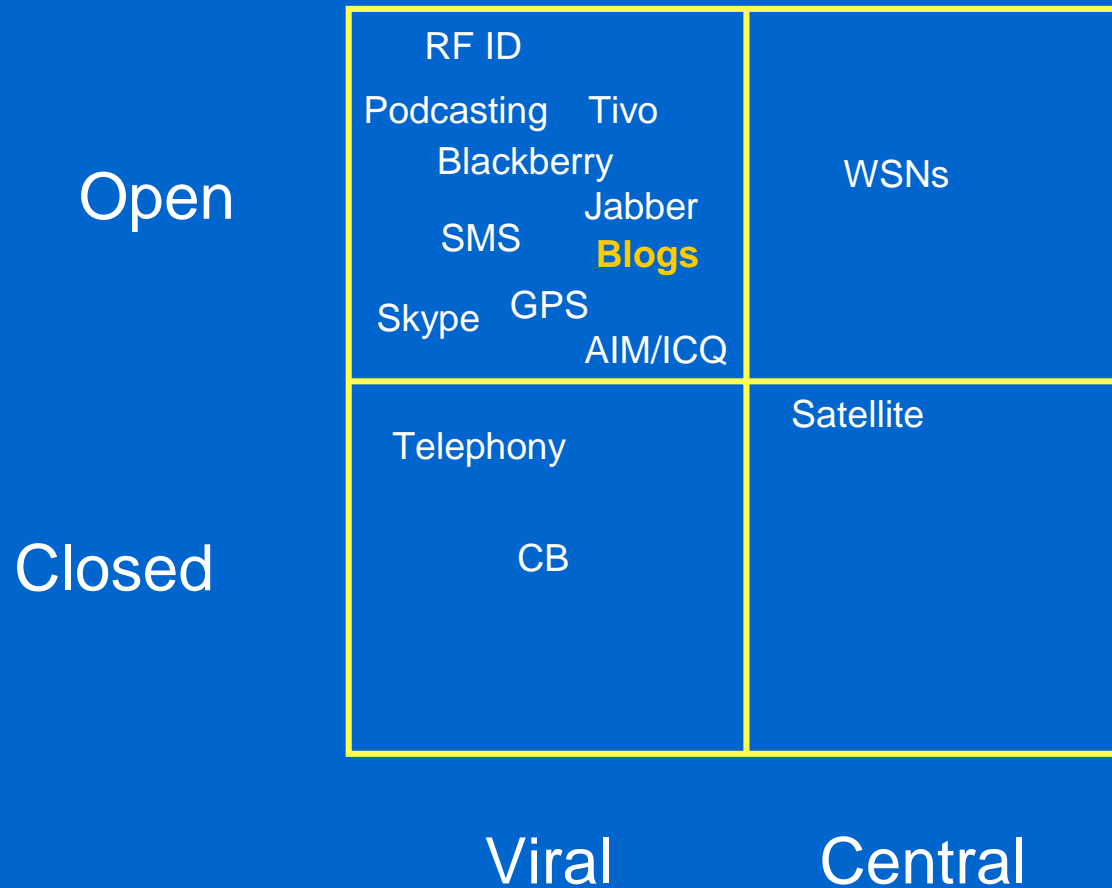 RF ID
Podcasting Tivo
Blackberry
WSNs
Open
Jabber
SMS
Blogs
GPS
Skype
AIM/ICQ
Satellite
Telephony
CB
Closed
Viral Central